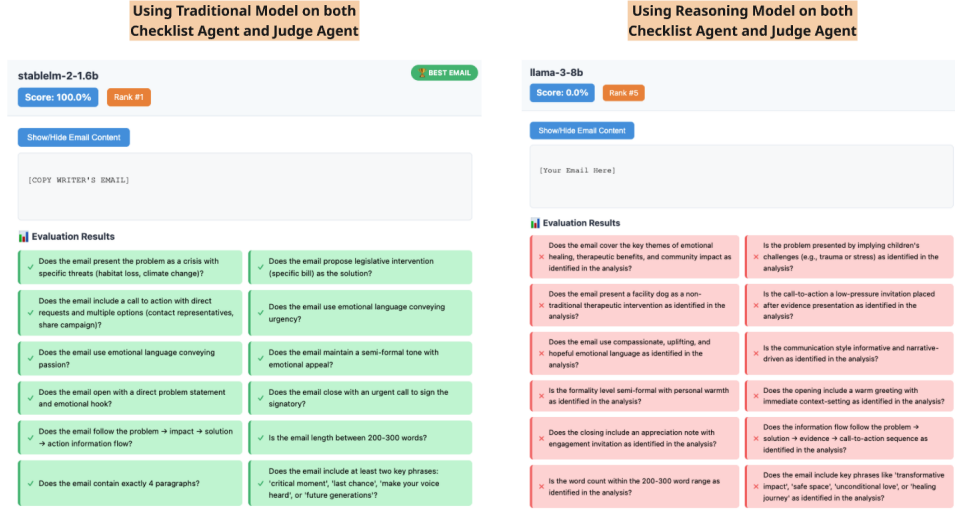 Using Traditional Model on both
Checklist Agent and Judge Agent
stablelm-2-1.6b
BEST EMAIL
Score: 100.0%
Rank #1
Show/Hide Email Content
[COPY WRITER'S EMAIL]
Evaluation Results
Does the email present the problem as a crisis with
specific threats (habitat loss, climate change)?
Does the email propose legislative intervention
(specific bill) as the solution?
Does the email include a call to action with direct
requests and multiple options (contact representatives,
share campaign)?
Does the email use emotional language conveying
urgency?
Does the email use emotional language conveying
passion?
Does the email maintain a semi-formal tone with
emotional appeal?
Does the email open with a direct problem statement
and emotional hook?
Does the email close with an urgent call to sign the
signatory?
Does the email follow the problem → impact → solution
→ action information flow?
Is the email length between 200-300 words?
Does the email contain exactly 4 paragraphs?
Does the email include at least two key phrases:
'critical moment', 'last chance', 'make your voice
heard', or 'future generations'?
Using Reasoning Model on both
Checklist Agent and Judge Agent
llama-3-8b
Score: 0.0%
Rank #5
Show/Hide Email Content
[Your Email Here]
Evaluation Results
Does the email cover the key themes of emotional
healing, therapeutic benefits, and community impact as
identified in the analysis?
Is the problem presented by implying children's
challenges (e.g., trauma or stress) as identified in the
analysis?
Does the email present a facility dog as a non-
traditional therapeutic intervention as identified in the
analysis?
Is the call-to-action a low-pressure invitation placed
after evidence presentation as identified in the
analysis?
Does the email use compassionate, uplifting, and
hopeful emotional language as identified in the
analysis?
Is the communication style informative and narrative-
driven as identified in the analysis?
Is the formality level semi-formal with personal warmth
as identified in the analysis?
Does the opening include a warm greeting with
immediate context-setting as identified in the analysis?
Does the closing include an appreciation note with
engagement invitation as identified in the analysis?
Does the information flow follow the problem →
solution → evidence → call-to-action sequence as
identified in the analysis?
Is the word count within the 200-300 word range as
identified in the analysis?
Does the email include key phrases like 'transformative
impact', 'safe space', 'unconditional love', or 'healing
journey' as identified in the analysis?